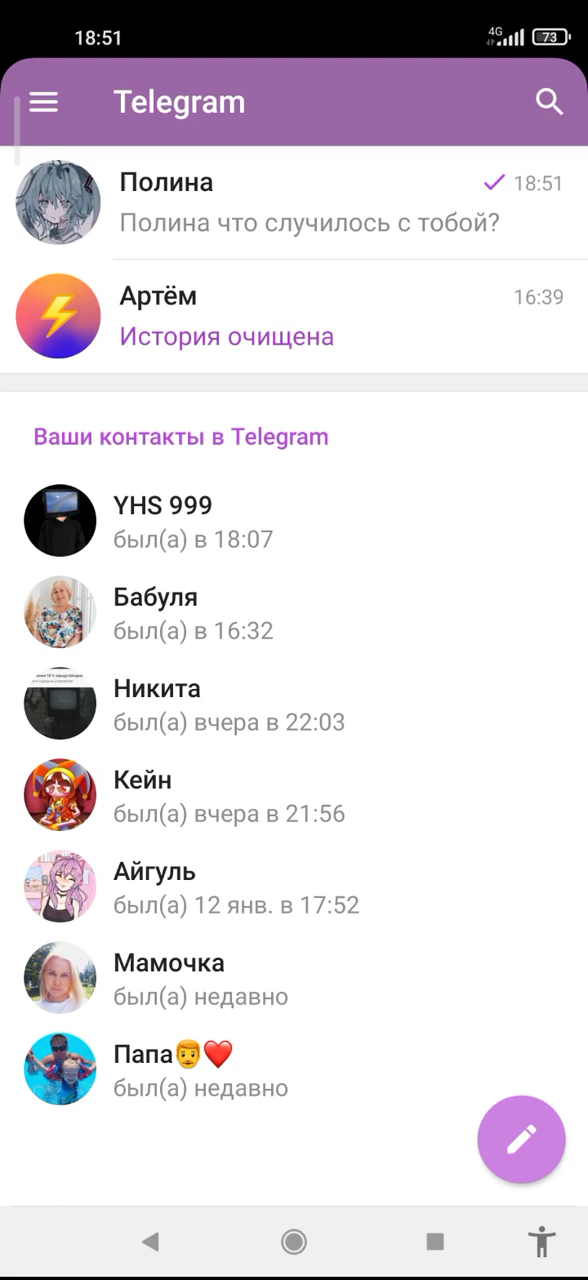 18:51
4G
73
Telegram
Полина
18:51
Полина что случилось с тобой?
Артём
16:39
История очищена
Ваши контакты в Telegram
YHS 999
был(а) в 18:07
Бабуля
был(а) в 16:32
Никита
был(а) вчера в 22:03
Кейн
был(а) вчера в 21:56
Айгуль
был(а) 12 янв. в 17:52
Мамочка
был(а) недавно
Папа👨❤️
был(а) недавно